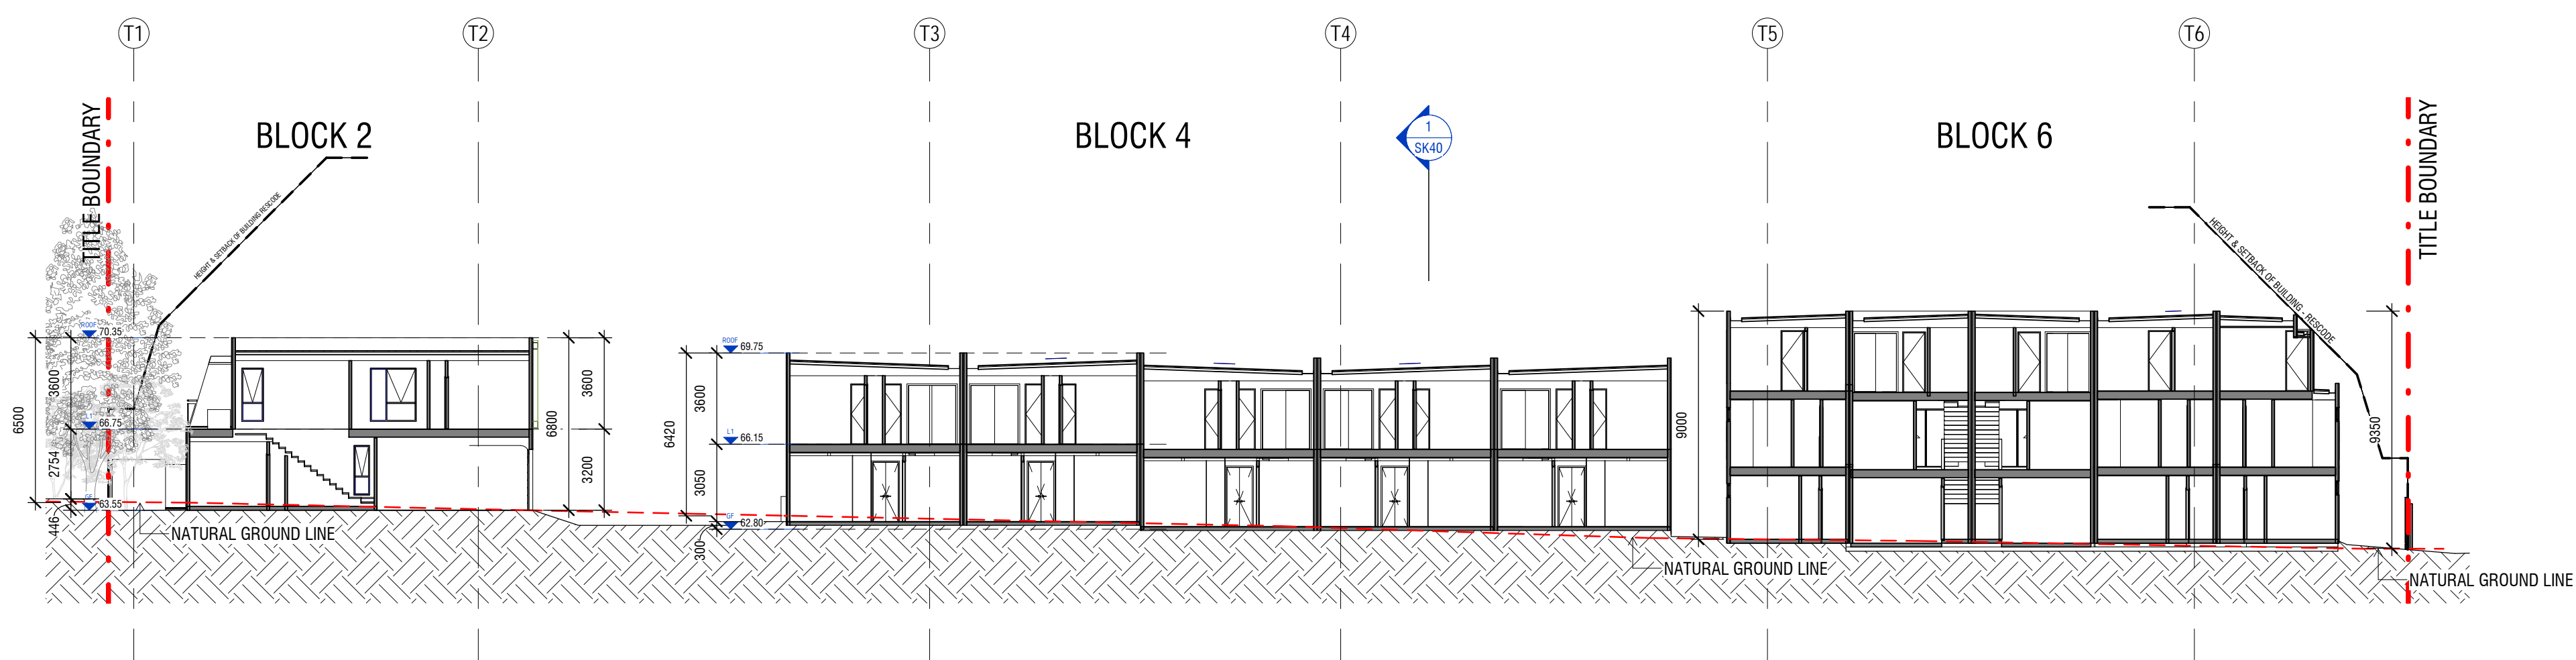 T1
T2
T3
T4
T5
T6
TITLE BOUNDARY
BLOCK 2
BLOCK 4
BLOCK 6
TITLE BOUNDARY
1
SK40
HEIGHT & SETBACK OF BUILDING RESCODE
HEIGHT & SETBACK OF BUILDING - RESCODE
ROOF
70.35
L1
66.75
GF
63.55
6500
3600
2754
446
6800
3600
3200
ROOF
69.75
L1
66.15
GF
62.80
6420
3600
3050
300
9000
9350
NATURAL GROUND LINE
NATURAL GROUND LINE
NATURAL GROUND LINE